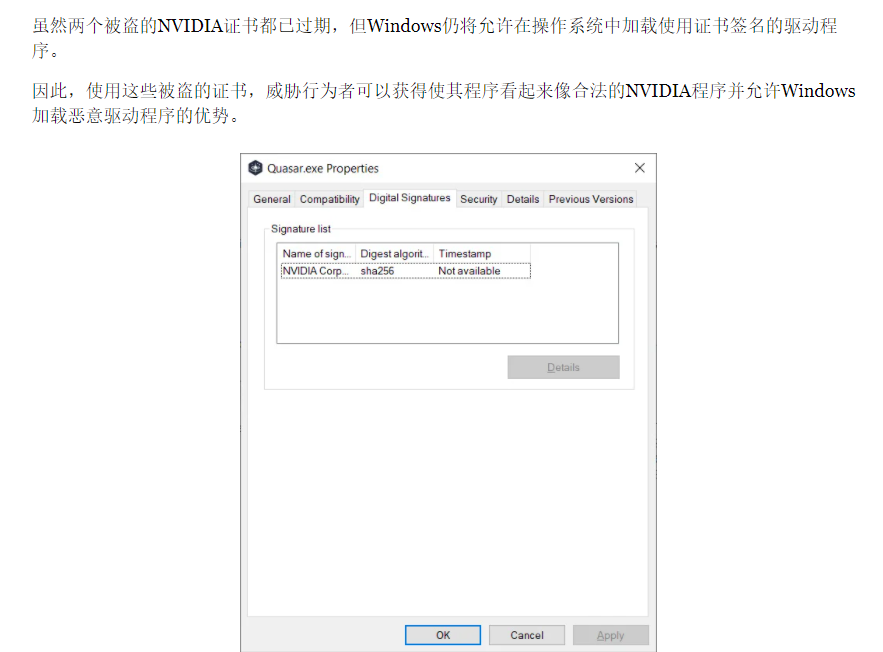 虽然两个被盗的NVIDIA证书都已过期，但Windows仍将允许在操作系统中加载使用证书签名的驱动程
序。
因此，使用这些被盗的证书，威胁行为者可以获得使其程序看起来像合法的NVIDIA程序并允许Windows
加载恶意驱动程序的优势。
Quasar.exe Properties
General Compatibility Digital Signatures Security Details Previous Versions
Signature list
Name of sign... Digest algorit... Timestamp
NVIDIA Corp... sha256 Not available
Details
OK Cancel Apply